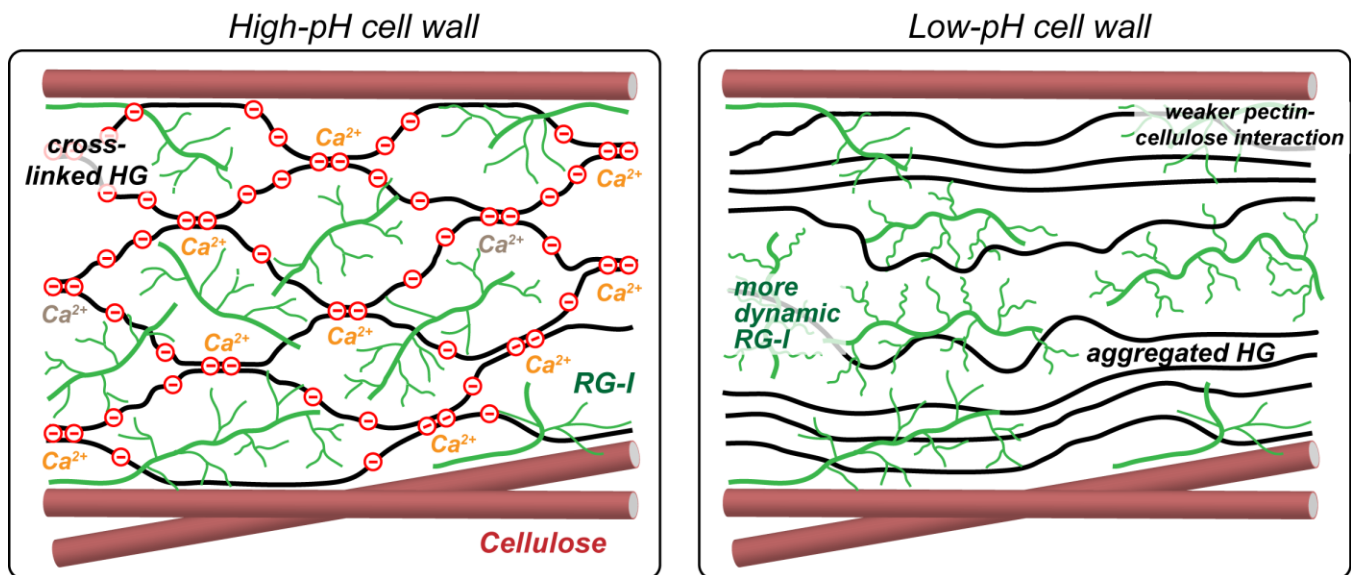 High-pH cell wall
cross-
linked HG
Ca²⁺
Ca²⁺
Ca²⁺
Ca²⁺
Ca²⁺
Ca²⁺
Ca²⁺
Ca²⁺
Ca²⁺
RG-I
Ca²⁺
Ca²⁺
Cellulose
Low-pH cell wall
weaker pectin-
cellulose interaction
more
dynamic
RG-I
aggregated HG